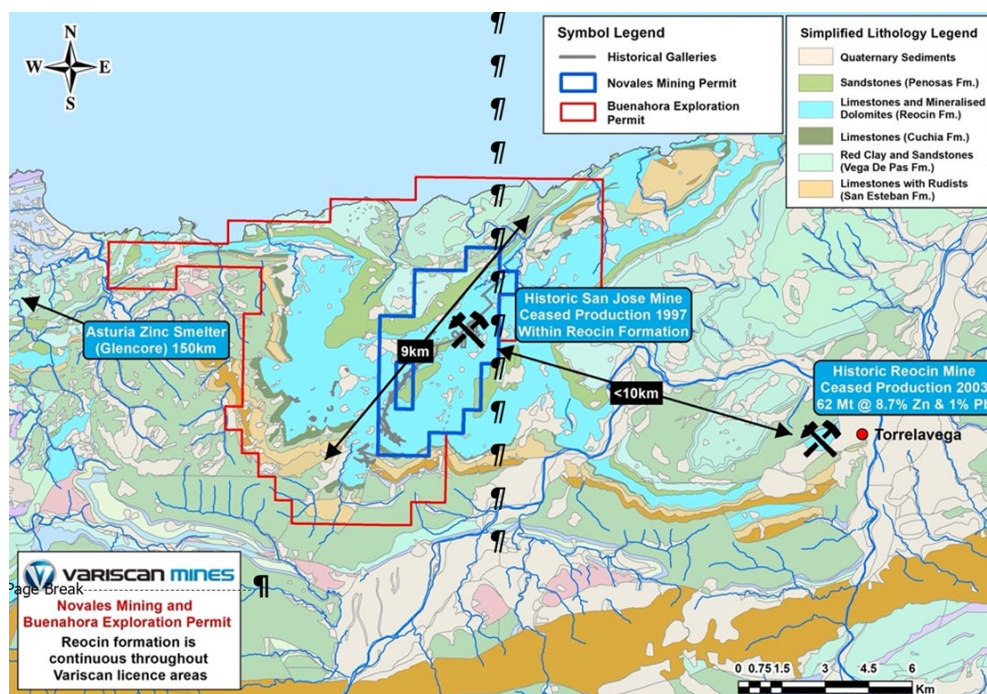 N
W E
S
Symbol Legend
Historical Galleries
Novales Mining Permit
Buenahora Exploration
Permit
Simplified Lithology Legend
Quaternary Sediments
Sandstones (Penosas Fm.)
Limestones and Mineralised
Dolomites (Reocin Fm.)
Limestones (Cuchia Fm.)
Red Clay and Sandstones
(Vega De Pas Fm.)
Limestones with Rudists
(San Esteban Fm.)
¶
¶
¶
¶
¶
¶
¶
¶
¶
¶
¶
¶
¶
Asturia Zinc Smelter
(Glencore) 150km
9km
Historic San Jose Mine
Ceased Production 1997
Within Reocin Formation
<10km
Historic Reocin Mine
Ceased Production 2003
62 Mt @ 8.7% Zn & 1% Pb
Torrelavega
VARISCAN MINES
Page Break ¶
Novales Mining and
Buenahora Exploration Permit
Reocin formation is
continuous throughout
Variscan licence areas
0 0.75 1.5 3 4.5 6
Km